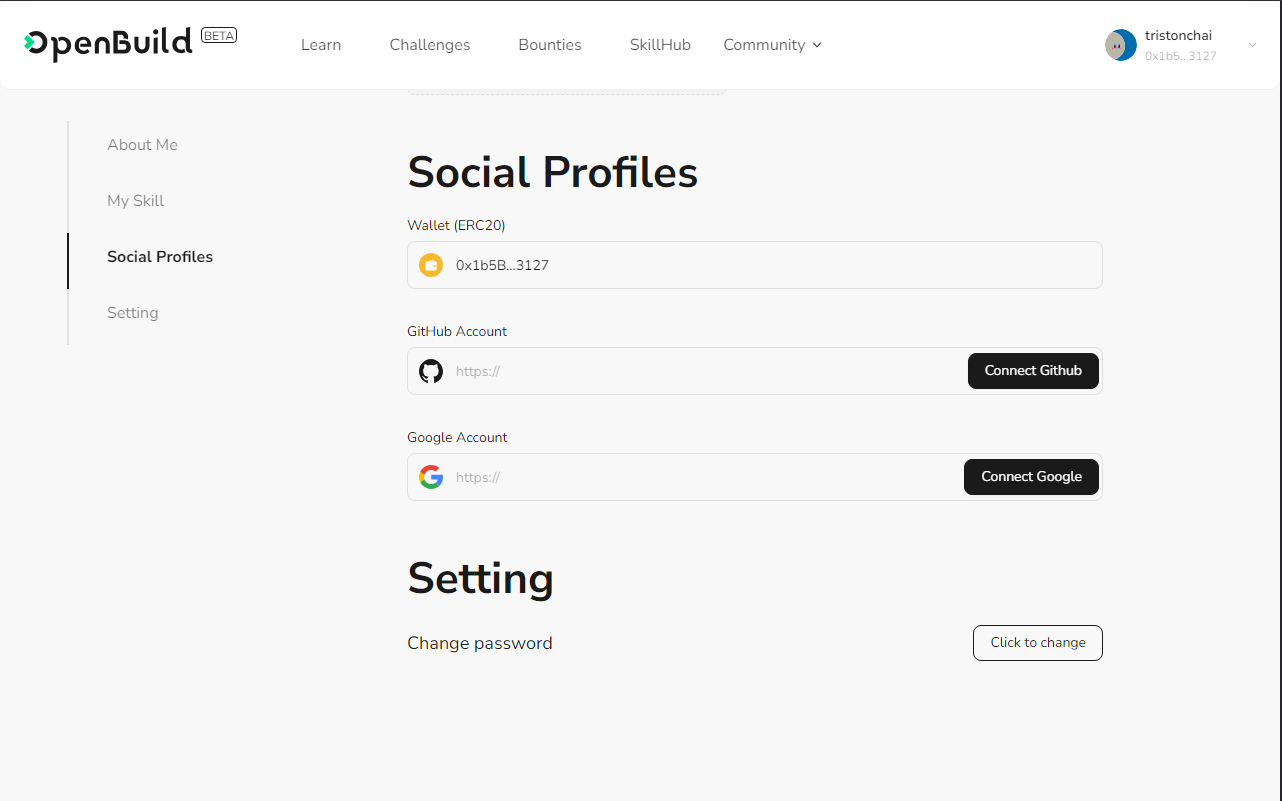 OpenBuild BETA Learn Challenges Bounties SkillHub Community tristonchai
0x1b5...3127
About Me
My Skill
Social Profiles
Setting
Social Profiles
Wallet (ERC20)
0x1b5B...3127
GitHub Account
https:// Connect Github
Google Account
https:// Connect Google
Setting
Change password Click to change